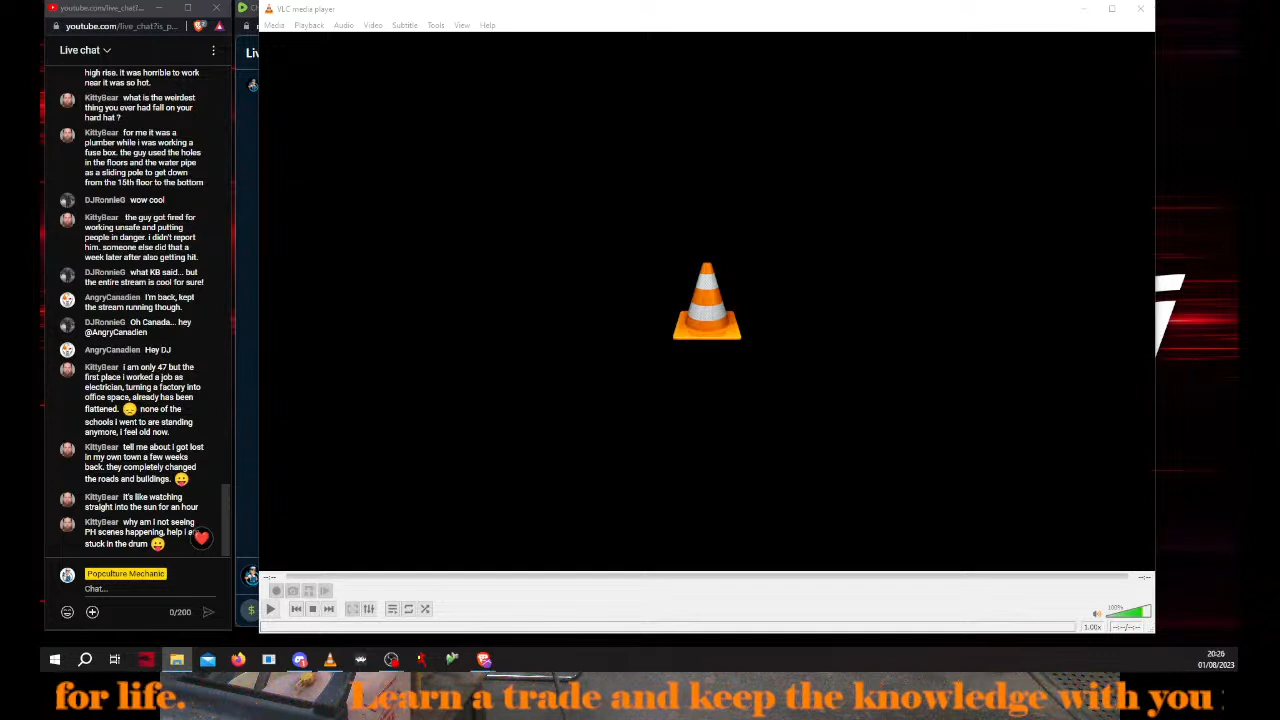 youtube.com/live_chat?...
youtube.com/live_chat?is_p...
Live chat
high rise. it was horrible to work
near it was so hot.
KittyBear what is the weirdest
thing you ever had fall on your
hard hat ?
KittyBear for me it was a
plumber while i was working a
fuse box. the guy used the holes
in the floors and the water pipe
as a sliding pole to get down
from the 15th floor to the bottom
DJRonnieG wow cool
KittyBear the guy got fired for
working unsafe and putting
people in danger. i didn't report
him. someone else did that a
week later after also getting hit.
DJRonnieG what KB said... but
the entire stream is cool for sure!
AngryCanadien I'm back, kept
the stream running though.
DJRonnieG Oh Canada... hey
@AngryCanadien
AngryCanadien Hey DJ
KittyBear i am only 47 but the
first place i worked a job as
electrician, turning a factory into
office space, already has been
flattened. 😞 none of the
schools i went to are standing
anymore, i feel old now.
KittyBear tell me about I got lost
in my own town a few weeks
back. they completely changed
the roads and buildings. 😛
KittyBear it's like watching
straight into the sun for an hour
KittyBear why am I not seeing
PH scenes happening, help i am
stuck in the drum 😛
Popculture Mechanic
Chat...
0/200
Ch
Liv
$
VLC media player
Media Playback Audio Video Subtitle Tools View Help
--:-- --:--
100%
1.00x --:--/--:--
20:26
01/08/2023
for life. Learn a trade and keep the knowledge with you